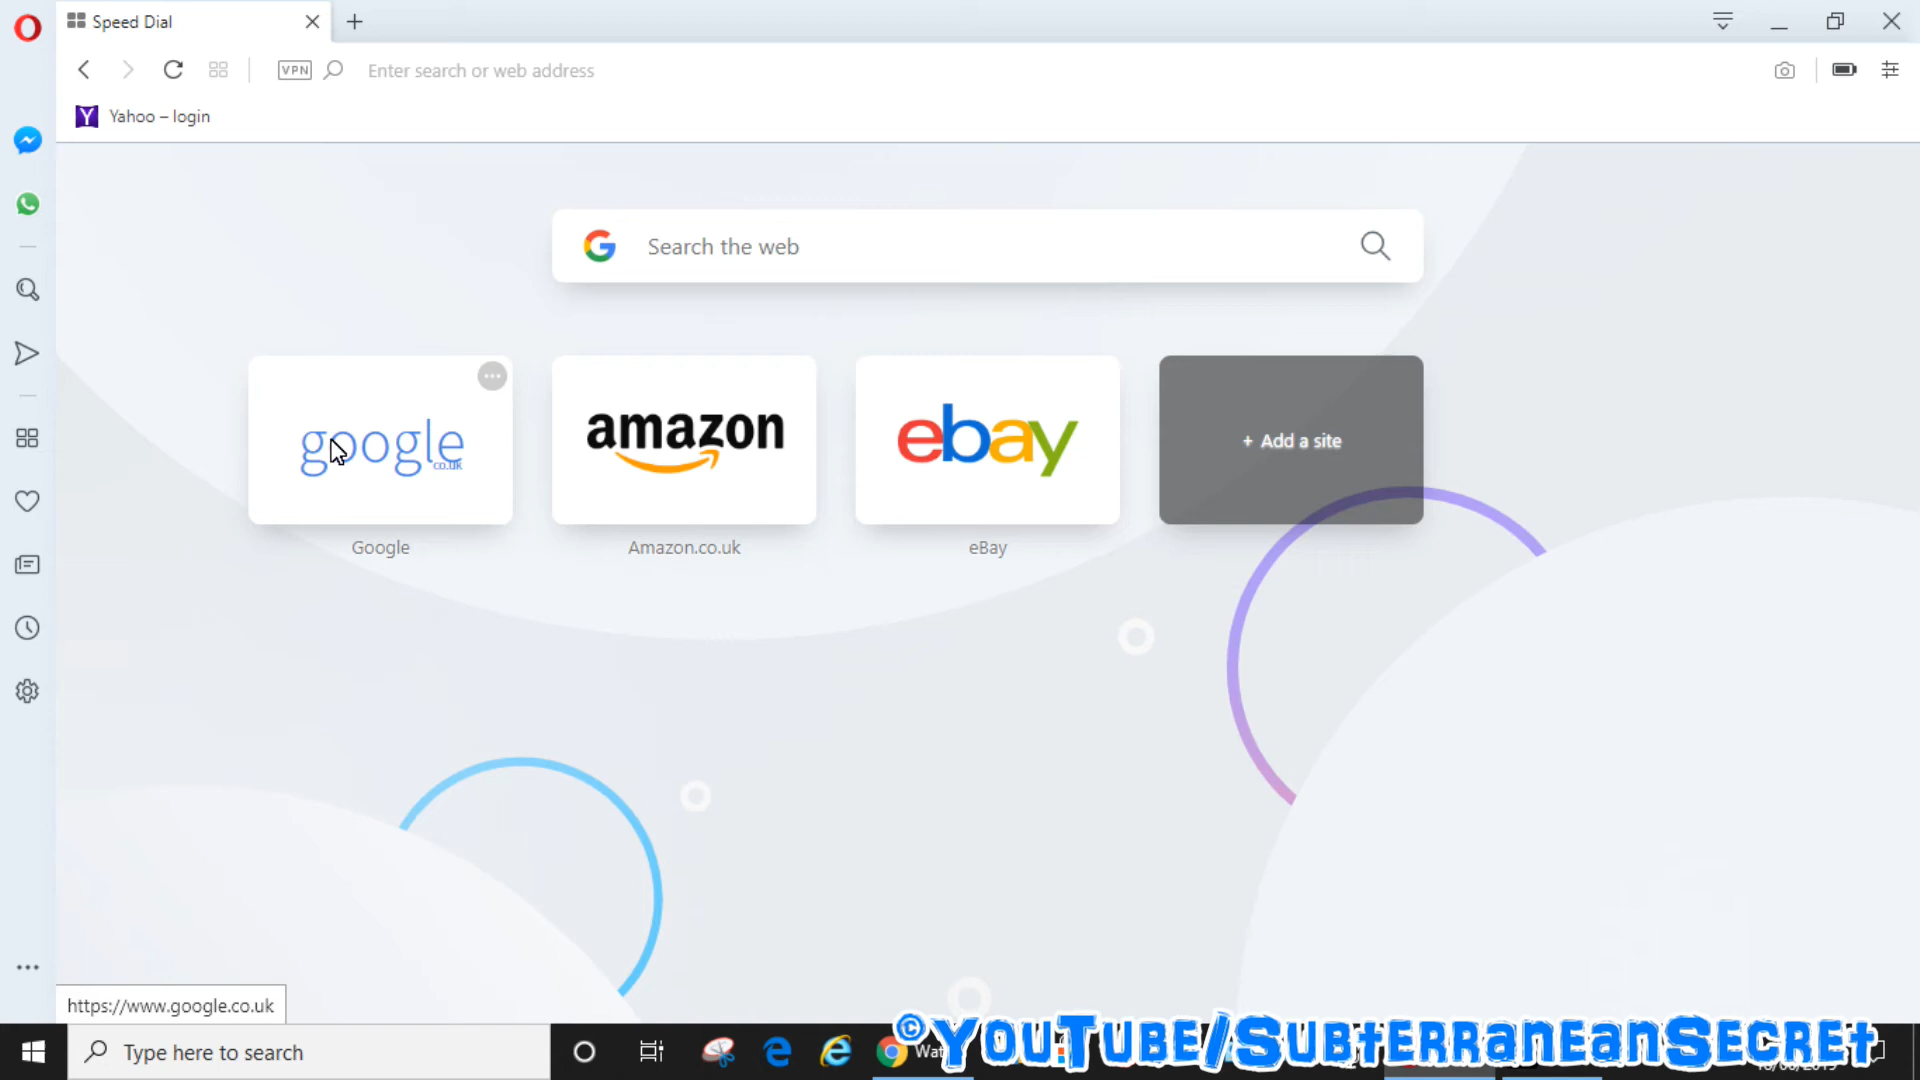 Speed Dial
VPN
Enter search or web address
Yahoo – login
Search the web
google
co.uk
amazon
ebay
+ Add a site
Google
Amazon.co.uk
eBay
https://www.google.co.uk
Type here to search
©YouTube/SubterraneanSecret